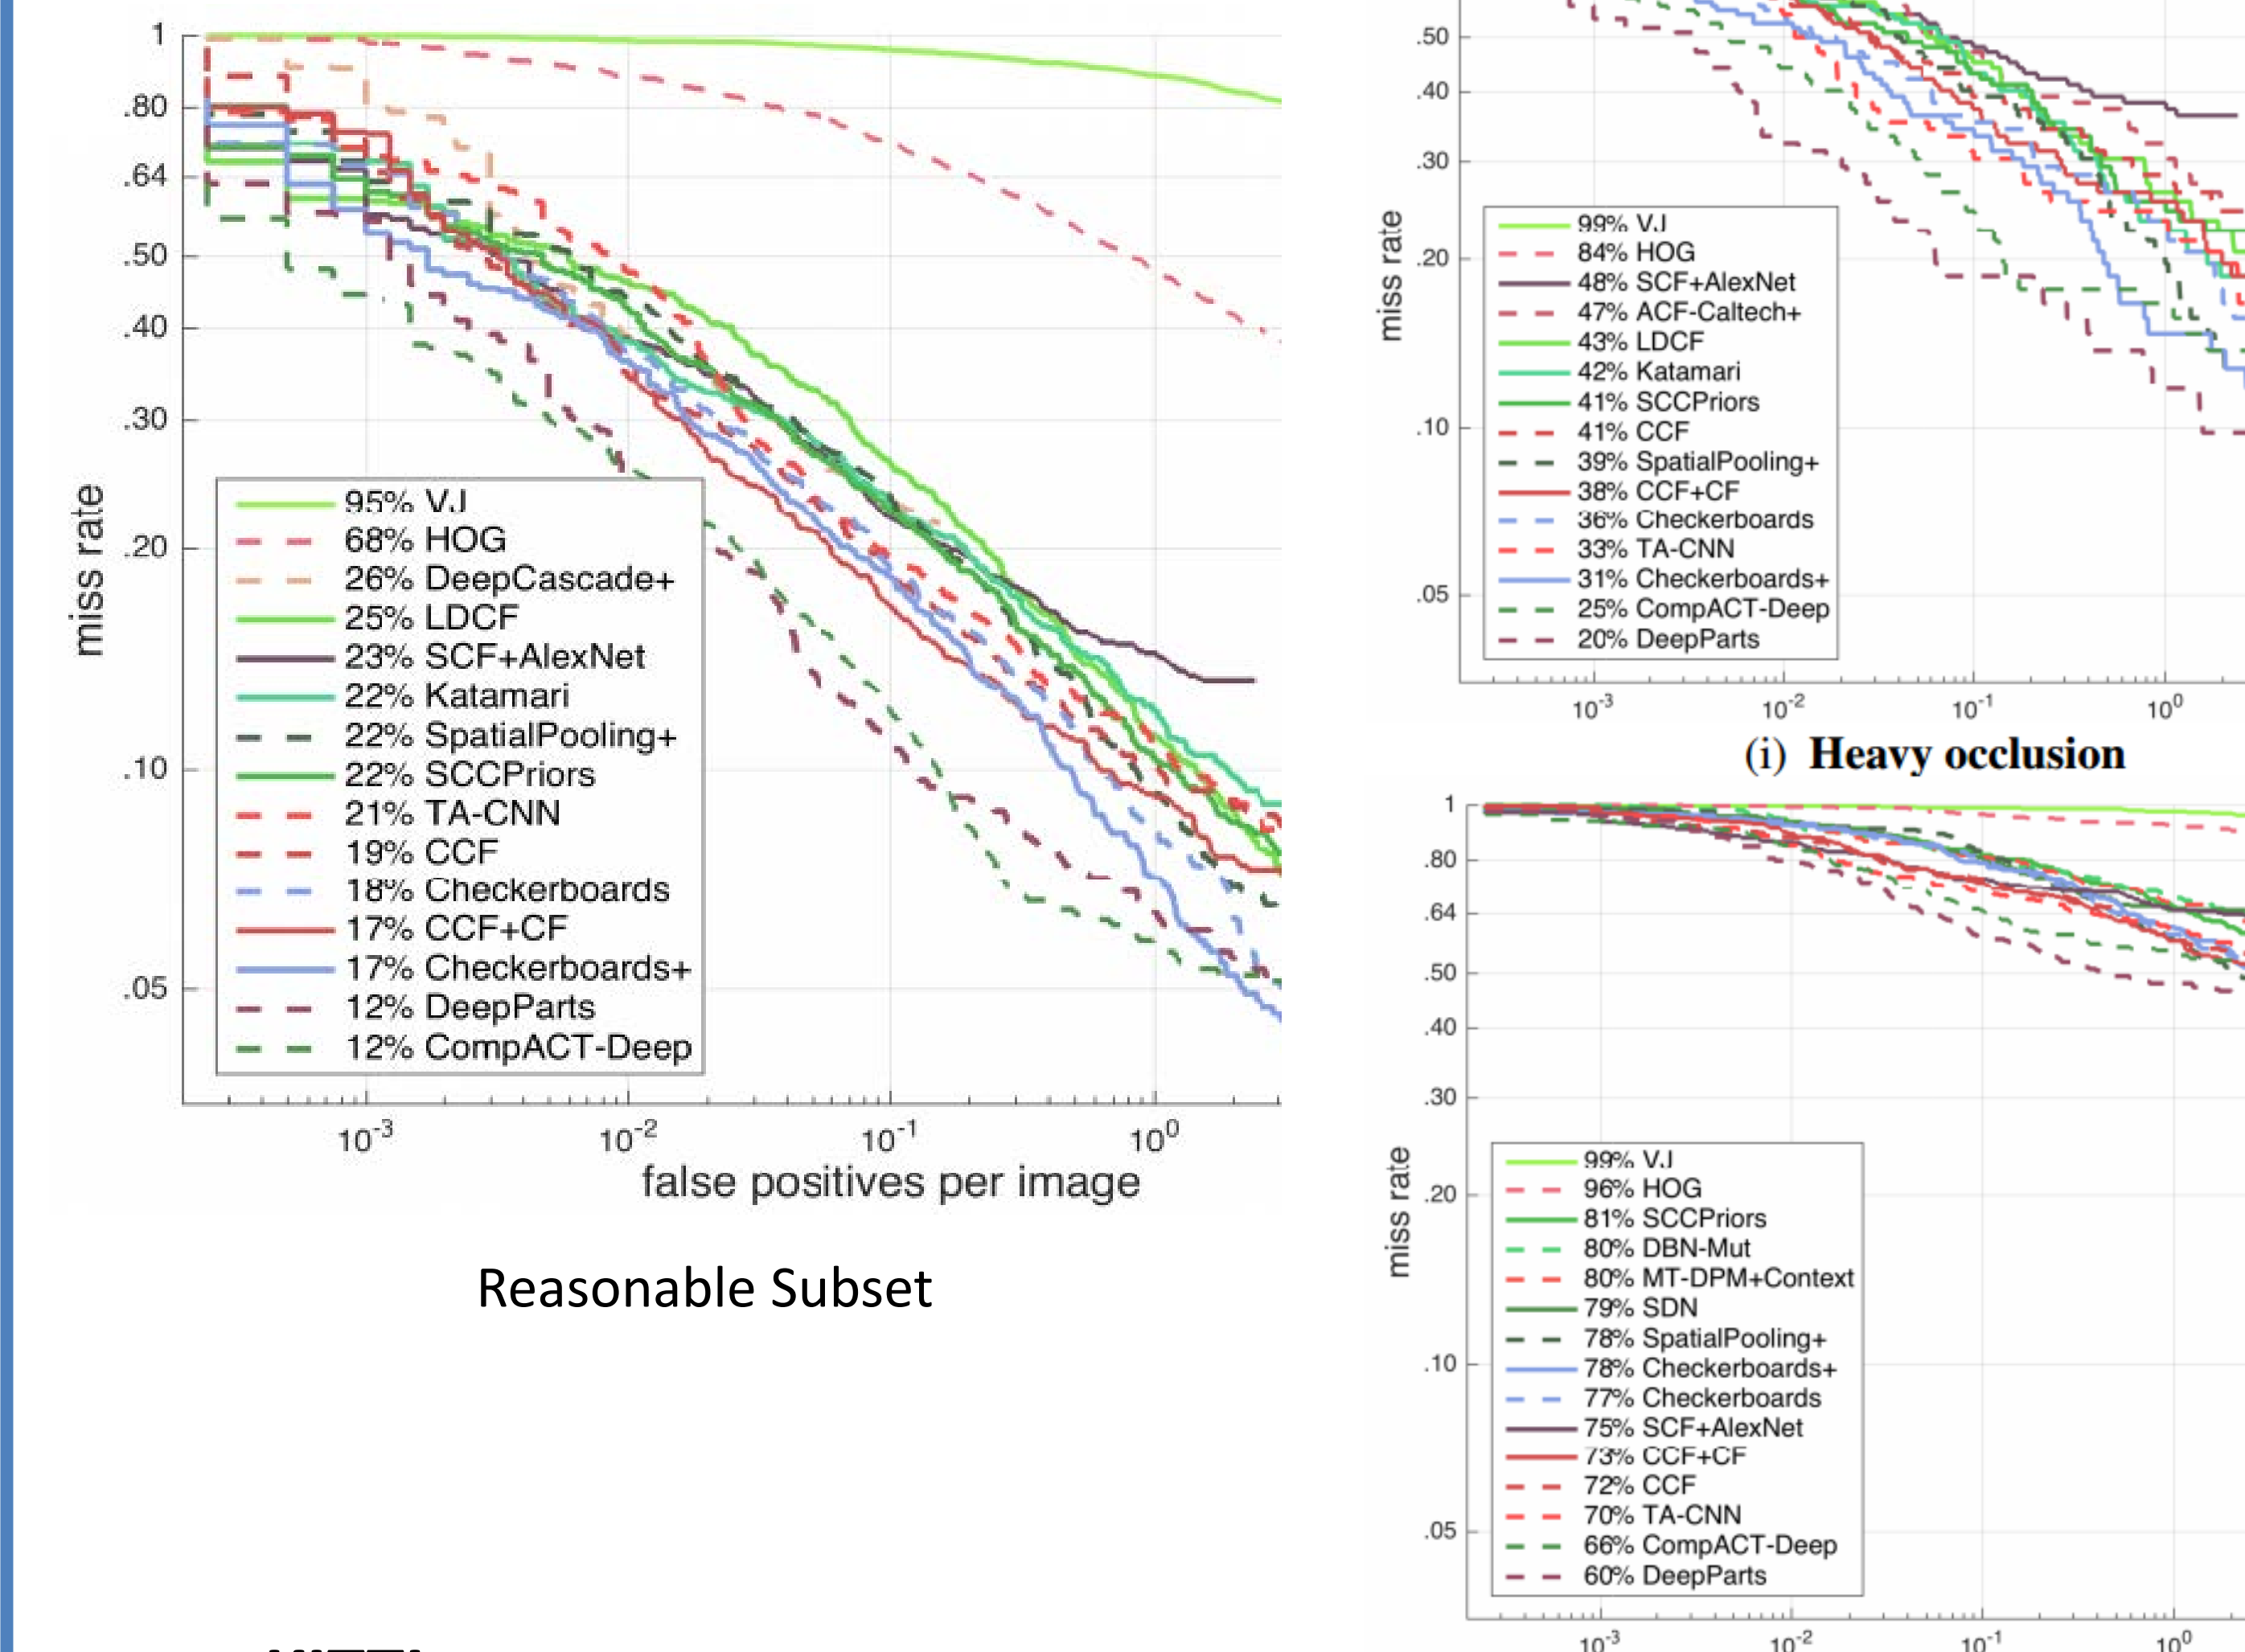 1
.80
.64
.50
.40
.30
.20
.10
.05
miss rate
95% VJ
68% HOG
26% DeepCascade+
25% LDCF
23% SCF+AlexNet
22% Katamari
22% SpatialPooling+
22% SCCPriors
21% TA-CNN
19% CCF
18% Checkerboards
17% CCF+CF
17% Checkerboards+
12% DeepParts
12% CompACT-Deep
10-3 10-2 10-1 100
false positives per image
Reasonable Subset
.50
.40
.30
.20
.10
.05
miss rate
99% VJ
84% HOG
48% SCF+AlexNet
47% ACF-Caltech+
43% LDCF
42% Katamari
41% SCCPriors
41% CCF
39% SpatialPooling+
38% CCF+CF
36% Checkerboards
33% TA-CNN
31% Checkerboards+
25% CompACT-Deep
20% DeepParts
10-3 10-2 10-1 100
(i) Heavy occlusion
1
.80
.64
.50
.40
.30
.20
.10
.05
miss rate
99% VJ
96% HOG
81% SCCPriors
80% DBN-Mut
80% MT-DPM+Context
79% SDN
78% SpatialPooling+
78% Checkerboards+
77% Checkerboards
75% SCF+AlexNet
73% CCF+CF
72% CCF
70% TA-CNN
66% CompACT-Deep
60% DeepParts
10-3 10-2 10-1 100